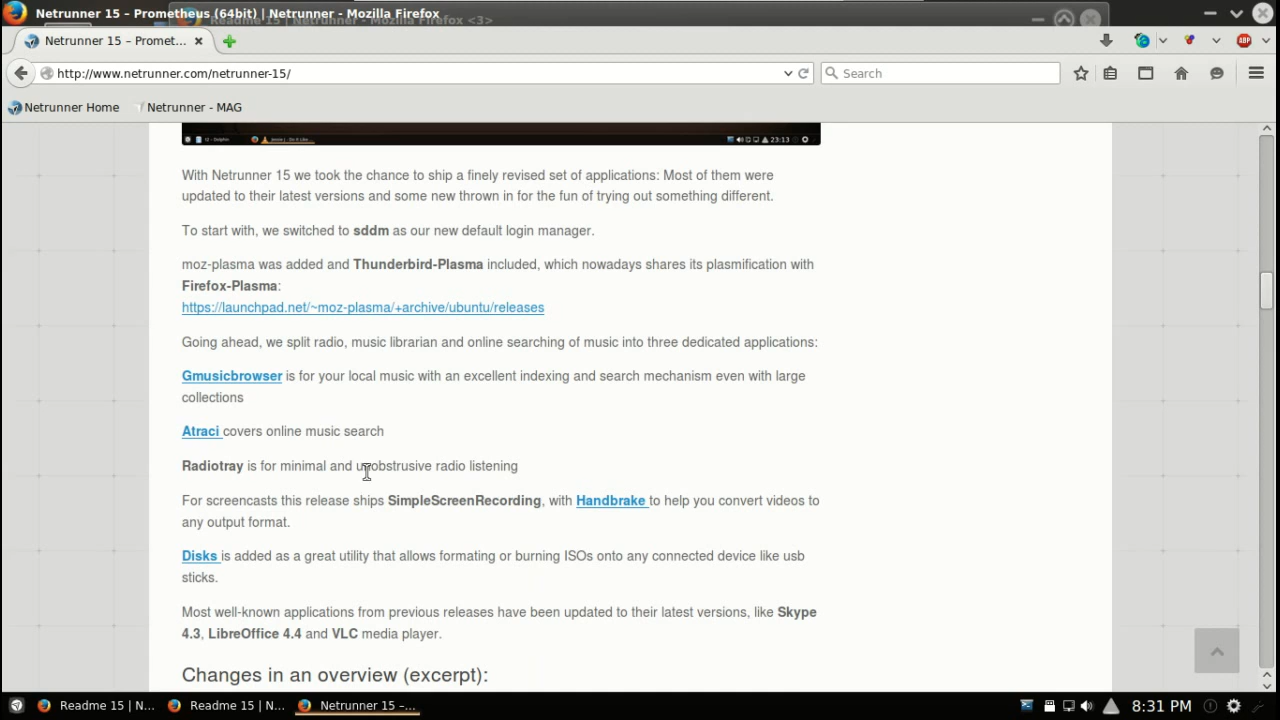 Netrunner 15 – Prometheus (64bit) | Netrunner - Mozilla Firefox
Readme 15 | Netrunner - Mozilla Firefox <3>
Netrunner 15 – Promet...
http://www.netrunner.com/netrunner-15/
Search
ABP
Netrunner Home
Netrunner - MAG
23:13
With Netrunner 15 we took the chance to ship a finely revised set of applications: Most of them were
updated to their latest versions and some new thrown in for the fun of trying out something different.
To start with, we switched to sddm as our new default login manager.
moz-plasma was added and Thunderbird-Plasma included, which nowadays shares its plasmification with
Firefox-Plasma:
https://launchpad.net/~moz-plasma/+archive/ubuntu/releases
Going ahead, we split radio, music librarian and online searching of music into three dedicated applications:
Gmusicbrowser is for your local music with an excellent indexing and search mechanism even with large
collections
Atraci covers online music search
Radiotray is for minimal and unobstrusive radio listening
For screencasts this release ships SimpleScreenRecording, with Handbrake to help you convert videos to
any output format.
Disks is added as a great utility that allows formating or burning ISOs onto any connected device like usb
sticks.
Most well-known applications from previous releases have been updated to their latest versions, like Skype
4.3, LibreOffice 4.4 and VLC media player.
Changes in an overview (excerpt):
Readme 15 | N...
Readme 15 | N...
Netrunner 15 –...
8:31 PM